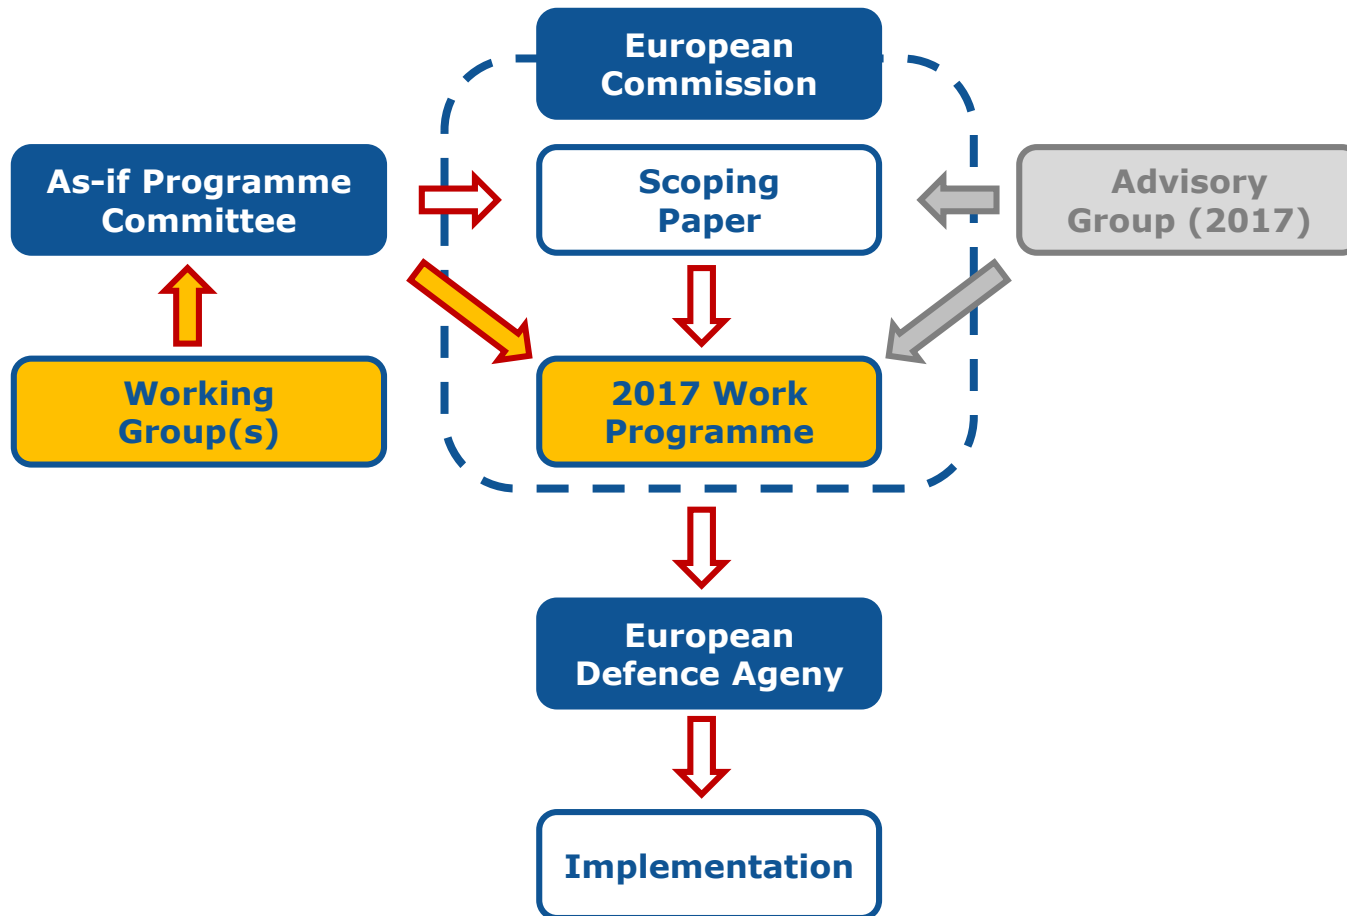 European
Commission
As-if Programme
Committee
Scoping
Paper
Advisory
Group (2017)
Working
Group(s)
2017 Work
Programme
European
Defence Ageny
Implementation